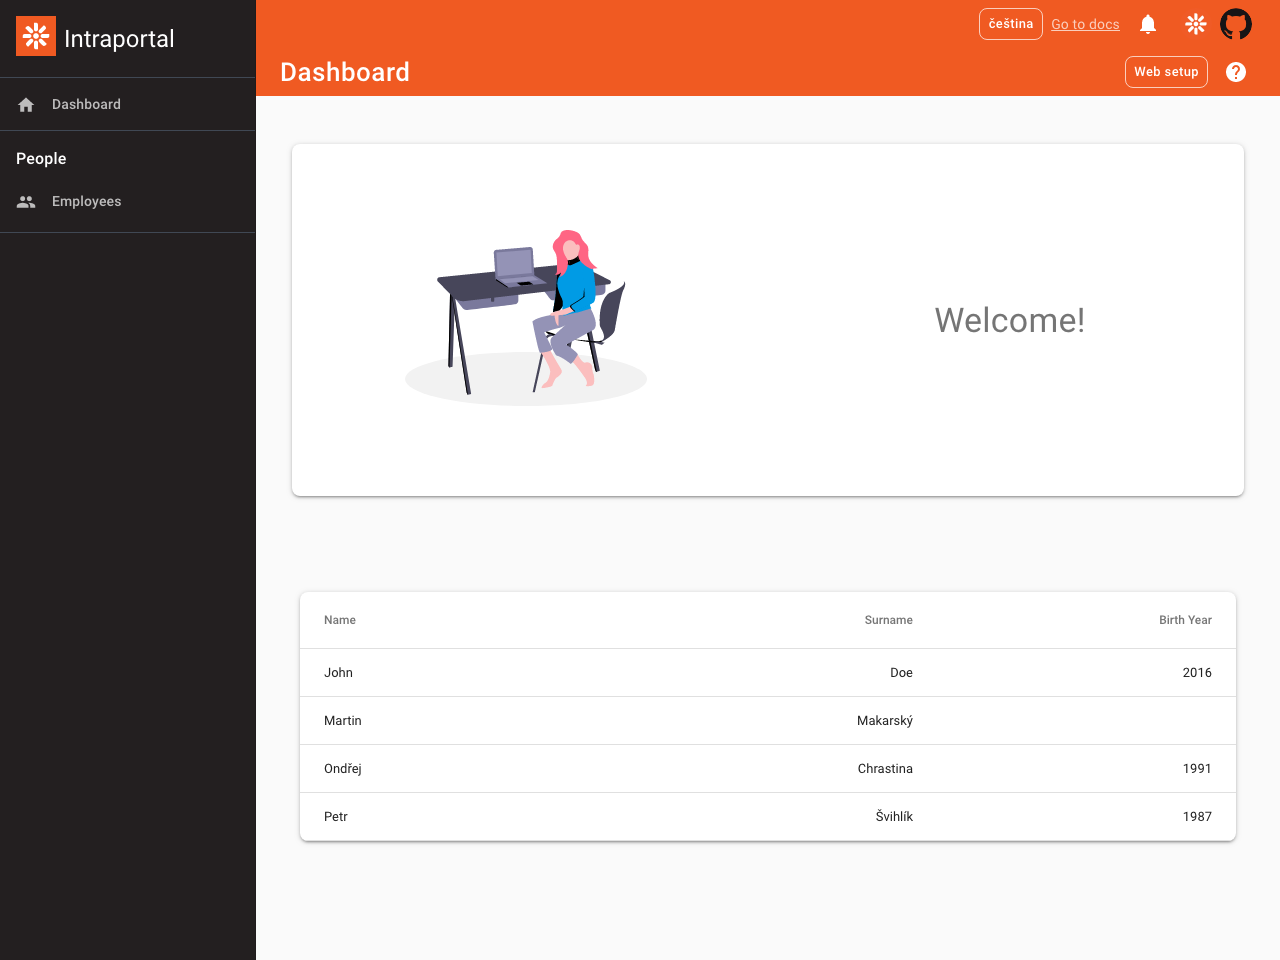 Intraportal
Dashboard
People
Employees
čeština Go to docs
Dashboard
Web setup
Welcome!
Name Surname Birth Year
John Doe 2016
Martin Makarský
Ondřej Chrastina 1991
Petr Švihlík 1987